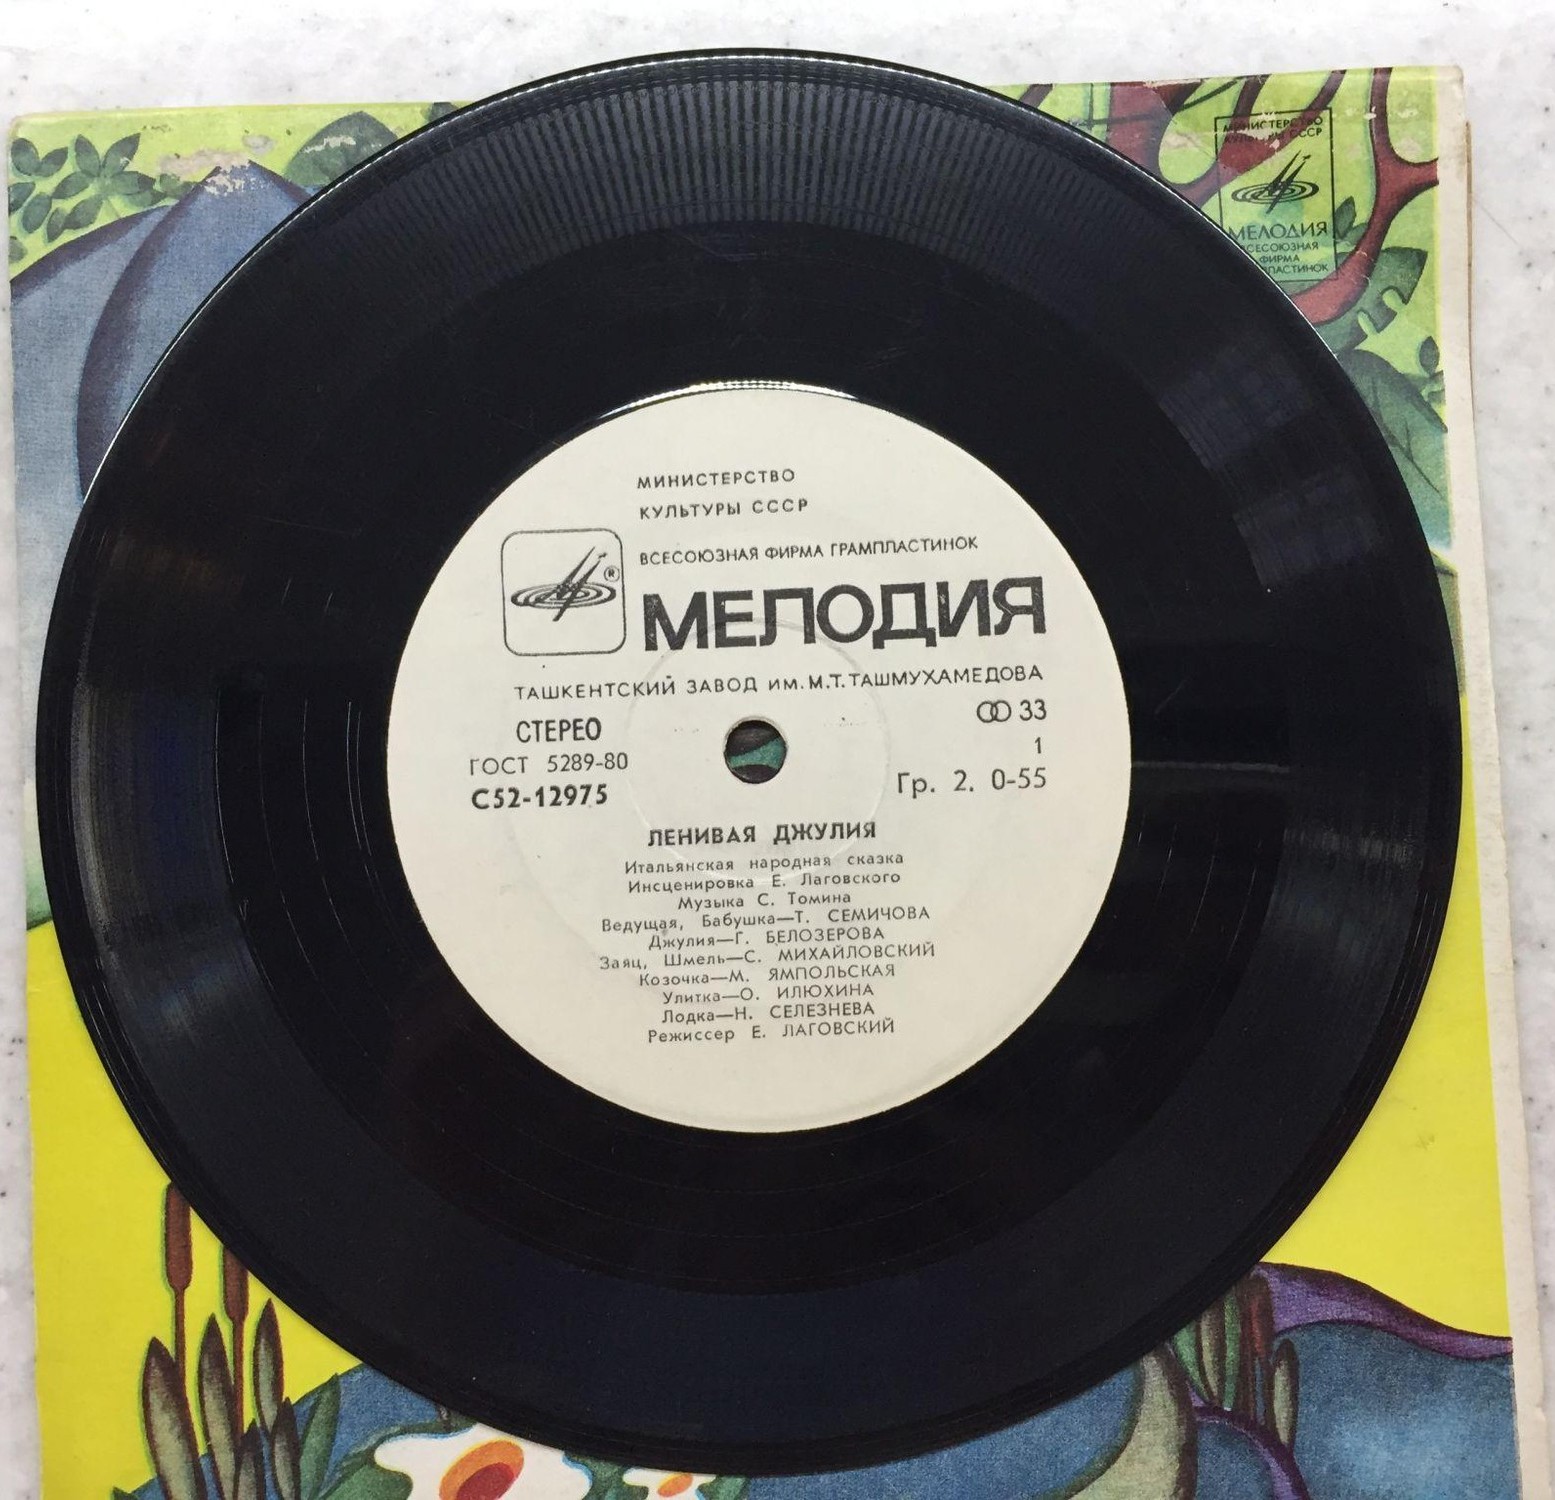 МИНИСТЕРСТВО
КУЛЬТУРЫ СССР
МЕЛОДИЯ
ВСЕСОЮЗНАЯ
ФИРМА
МИНИСТЕРСТВО
КУЛЬТУРЫ СССР
ВСЕСОЮЗНАЯ ФИРМА ГРАМПЛАСТИНОК
®
МЕЛОДИЯ
ТАШКЕНТСКИЙ ЗАВОД ИМ. М.Т. ТАШМУХАМЕДОВА
СТЕРЕО 33
ГОСТ 5289-80 1
С52-12975 Гр. 2. 0-55
ЛЕНИВАЯ ДЖУЛИЯ
Итальянская народная сказка
Инсценировка Е. Лаговского
Музыка С. Томина
Ведущая, Бабушка—Т. СЕМИЧОВА
Джулия—Г. БЕЛОЗЕРОВА
Заяц, Шмель—С. МИХАЙЛОВСКИЙ
Козочка—М. ЯМПОЛЬСКАЯ
Улитка—О. ИЛЮХИНА
Лодка—Н. СЕЛЕЗНЕВА
Режиссер Е. ЛАГОВСКИЙ